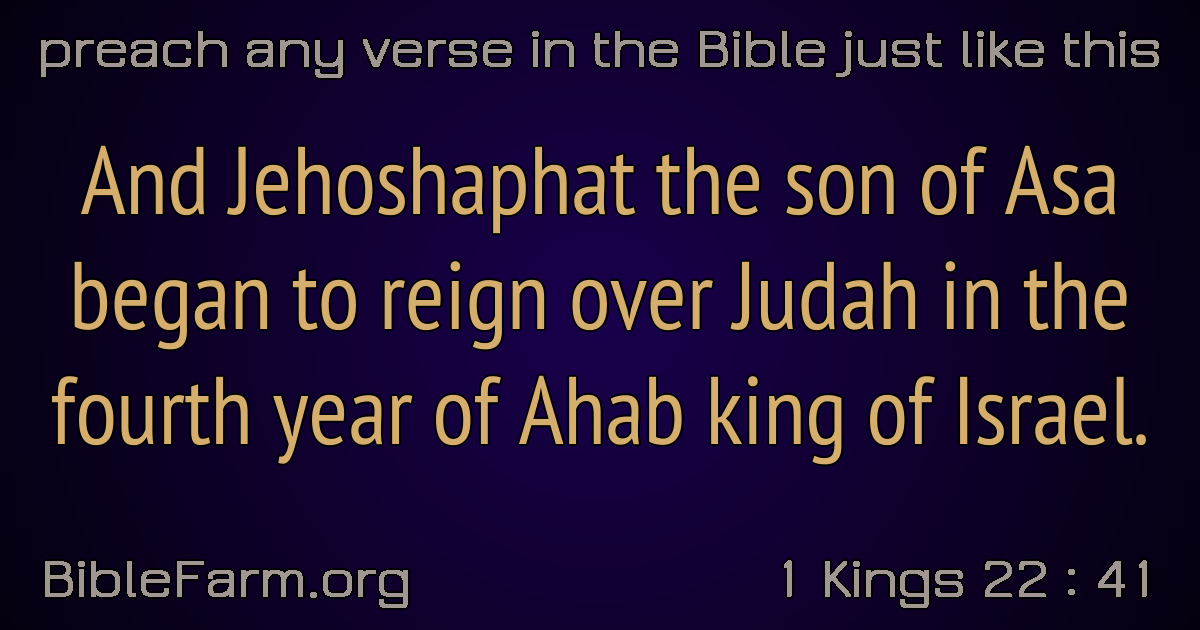 preach any verse in the Bible just like this
And Jehoshaphat the son of Asa
began to reign over Judah in the
fourth year of Ahab king of Israel.
BibleFarm.org
1 Kings 22 : 41